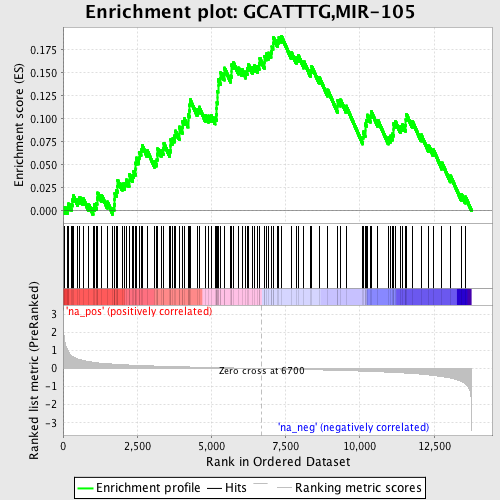 Enrichment plot: GCATTTG,MIR-105
Enrichment score (ES)
0.175
0.150
0.125
0.100
0.075
0.050
0.025
0.000
'na_pos' (positively correlated)
Ranked list metric (PreRanked)
3
2
1
0
-1
-2
-3
Zero cross at 6700
'na_neg' (negatively correlated)
0
2,500
5,000
7,500
10,000
12,500
Rank in Ordered Dataset
Enrichment profile
Hits
Ranking metric scores